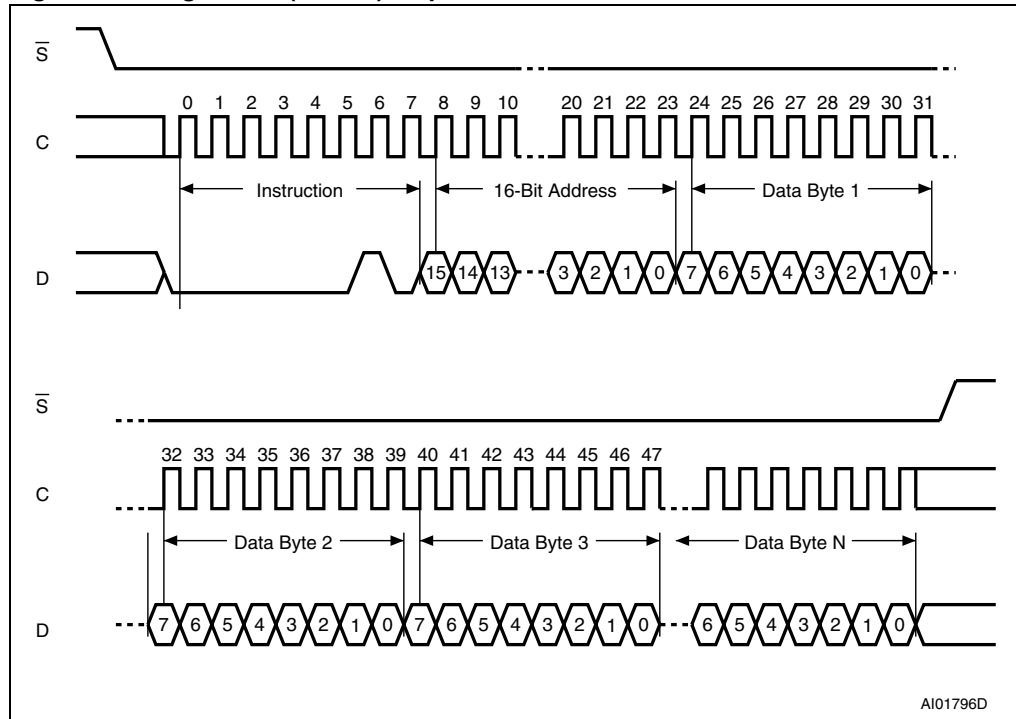 S
0 1 2 3 4 5 6 7 8 9 10 20 21 22 23 24 25 26 27 28 29 30 31
C
Instruction 16-Bit Address Data Byte 1
D 15 14 13 3 2 1 0 7 6 5 4 3 2 1 0
S
32 33 34 35 36 37 38 39 40 41 42 43 44 45 46 47
C
Data Byte 2 Data Byte 3 Data Byte N
D 7 6 5 4 3 2 1 0 7 6 5 4 3 2 1 0 6 5 4 3 2 1 0
AI01796D